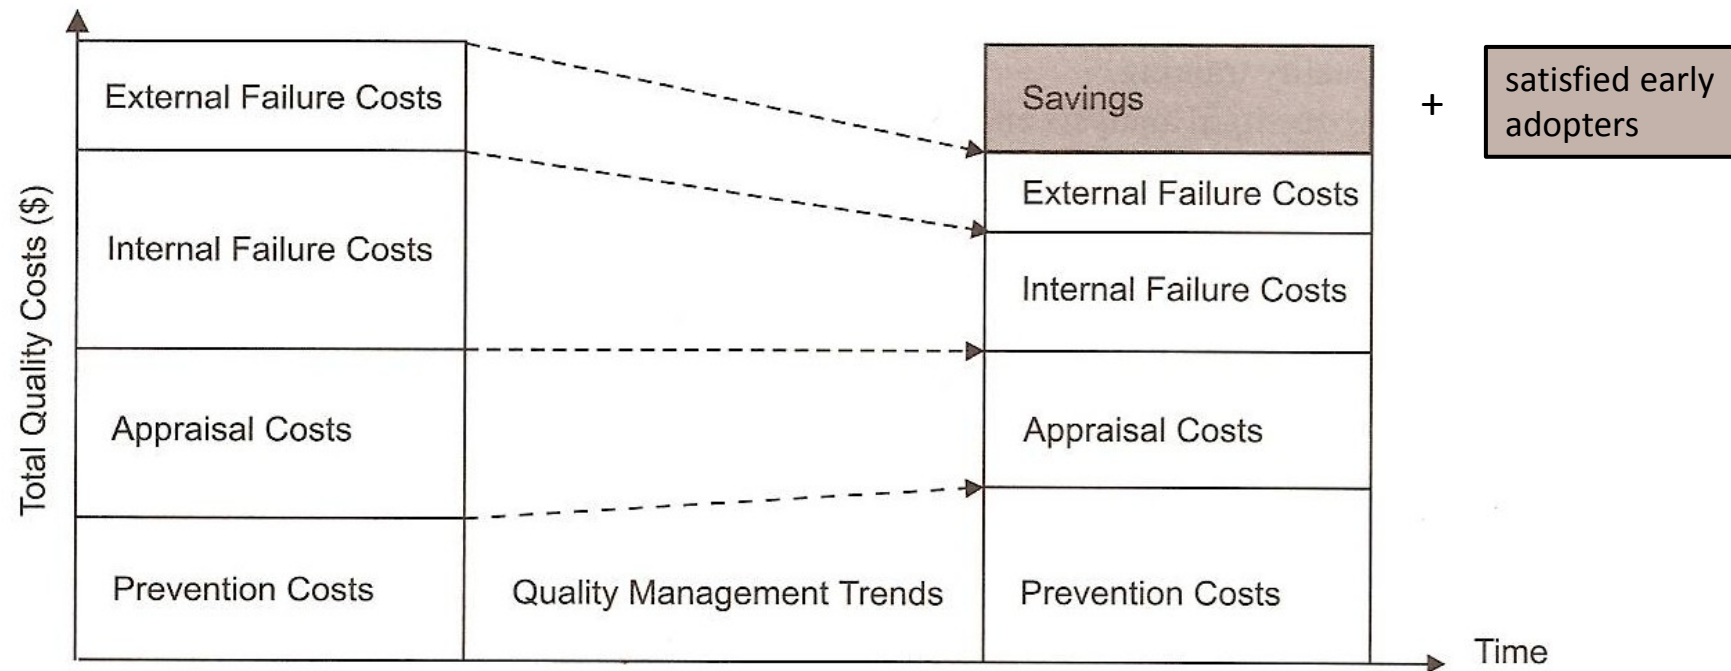 Total Quality Costs ($)
External Failure Costs
Internal Failure Costs
Appraisal Costs
Prevention Costs
Quality Management Trends
Savings
External Failure Costs
Internal Failure Costs
Appraisal Costs
Prevention Costs
+
satisfied early
adopters
Time